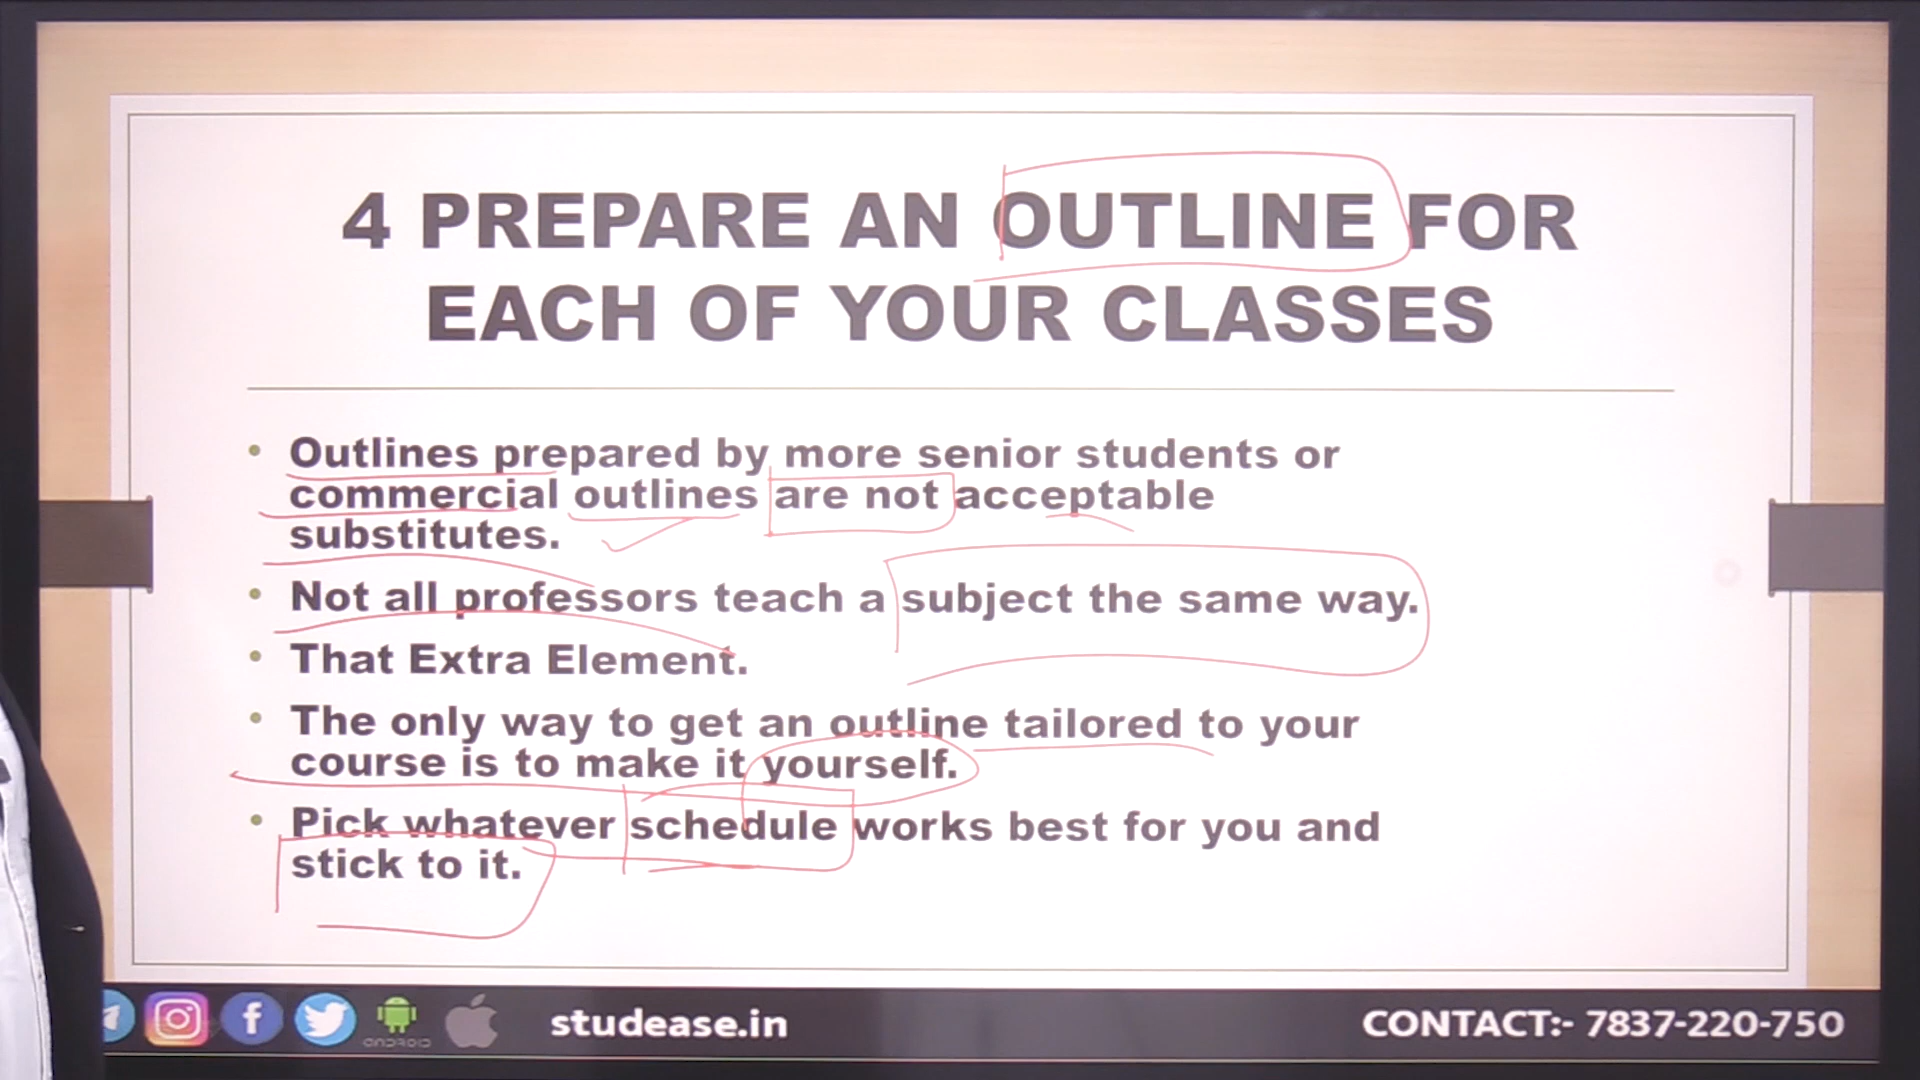 4 PREPARE AN OUTLINE FOR
EACH OF YOUR CLASSES
• Outlines prepared by more senior students or
commercial outlines are not acceptable
substitutes.
• Not all professors teach a subject the same way.
• That Extra Element.
• The only way to get an outline tailored to your
course is to make it yourself.
• Pick whatever schedule works best for you and
stick to it.
ANDROID
studease.in
CONTACT:- 7837-220-750